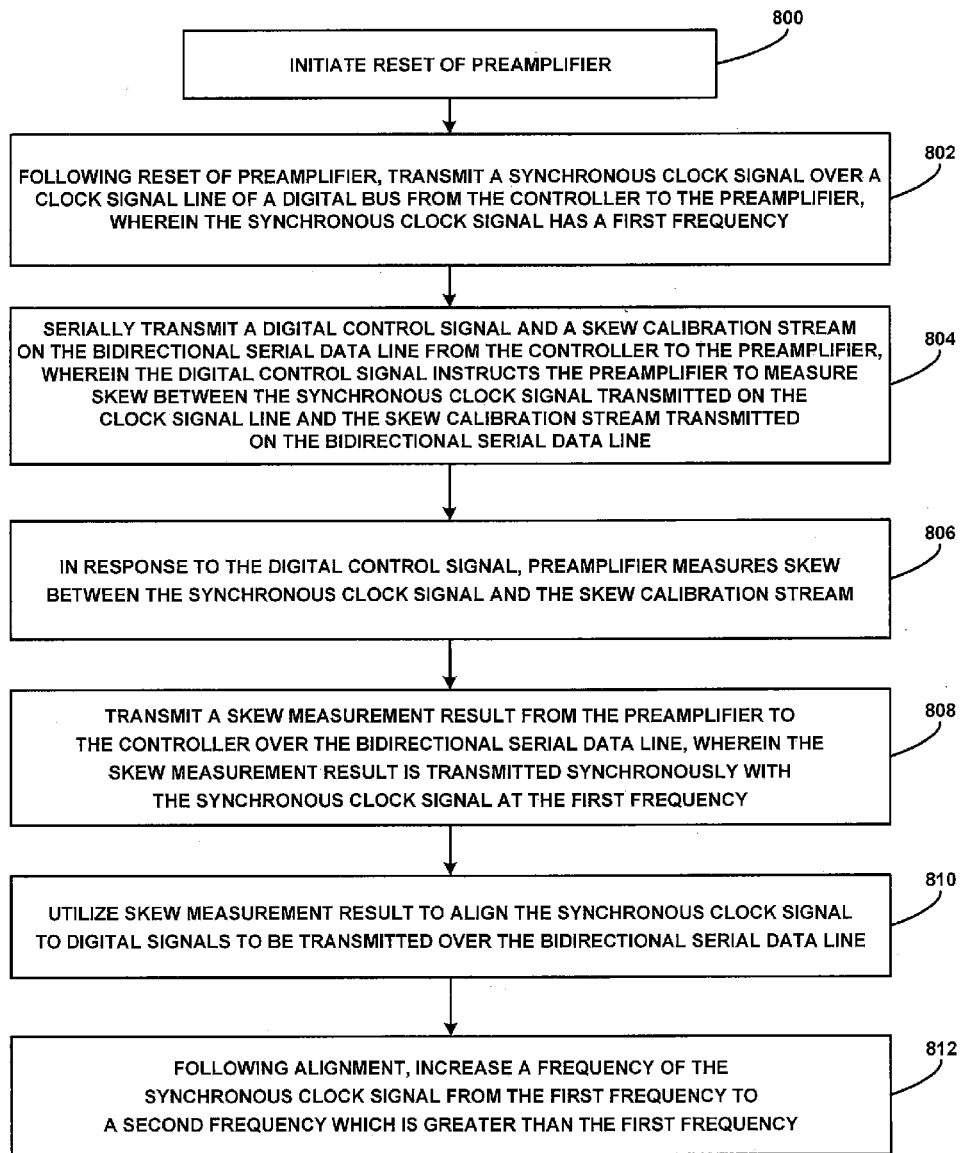 800
INITIATE RESET OF PREAMPLIFIER
802
FOLLOWING RESET OF PREAMPLIFIER, TRANSMIT A SYNCHRONOUS CLOCK SIGNAL OVER A
CLOCK SIGNAL LINE OF A DIGITAL BUS FROM THE CONTROLLER TO THE PREAMPLIFIER,
WHEREIN THE SYNCHRONOUS CLOCK SIGNAL HAS A FIRST FREQUENCY
804
SERIALLY TRANSMIT A DIGITAL CONTROL SIGNAL AND A SKEW CALIBRATION STREAM
ON THE BIDIRECTIONAL SERIAL DATA LINE FROM THE CONTROLLER TO THE PREAMPLIFIER,
WHEREIN THE DIGITAL CONTROL SIGNAL INSTRUCTS THE PREAMPLIFIER TO MEASURE
SKEW BETWEEN THE SYNCHRONOUS CLOCK SIGNAL TRANSMITTED ON THE
CLOCK SIGNAL LINE AND THE SKEW CALIBRATION STREAM TRANSMITTED
ON THE BIDIRECTIONAL SERIAL DATA LINE
806
IN RESPONSE TO THE DIGITAL CONTROL SIGNAL, PREAMPLIFIER MEASURES SKEW
BETWEEN THE SYNCHRONOUS CLOCK SIGNAL AND THE SKEW CALIBRATION STREAM
808
TRANSMIT A SKEW MEASUREMENT RESULT FROM THE PREAMPLIFIER TO
THE CONTROLLER OVER THE BIDIRECTIONAL SERIAL DATA LINE, WHEREIN THE
SKEW MEASUREMENT RESULT IS TRANSMITTED SYNCHRONOUSLY WITH
THE SYNCHRONOUS CLOCK SIGNAL AT THE FIRST FREQUENCY
810
UTILIZE SKEW MEASUREMENT RESULT TO ALIGN THE SYNCHRONOUS CLOCK SIGNAL
TO DIGITAL SIGNALS TO BE TRANSMITTED OVER THE BIDIRECTIONAL SERIAL DATA LINE
812
FOLLOWING ALIGNMENT, INCREASE A FREQUENCY OF THE
SYNCHRONOUS CLOCK SIGNAL FROM THE FIRST FREQUENCY TO
A SECOND FREQUENCY WHICH IS GREATER THAN THE FIRST FREQUENCY